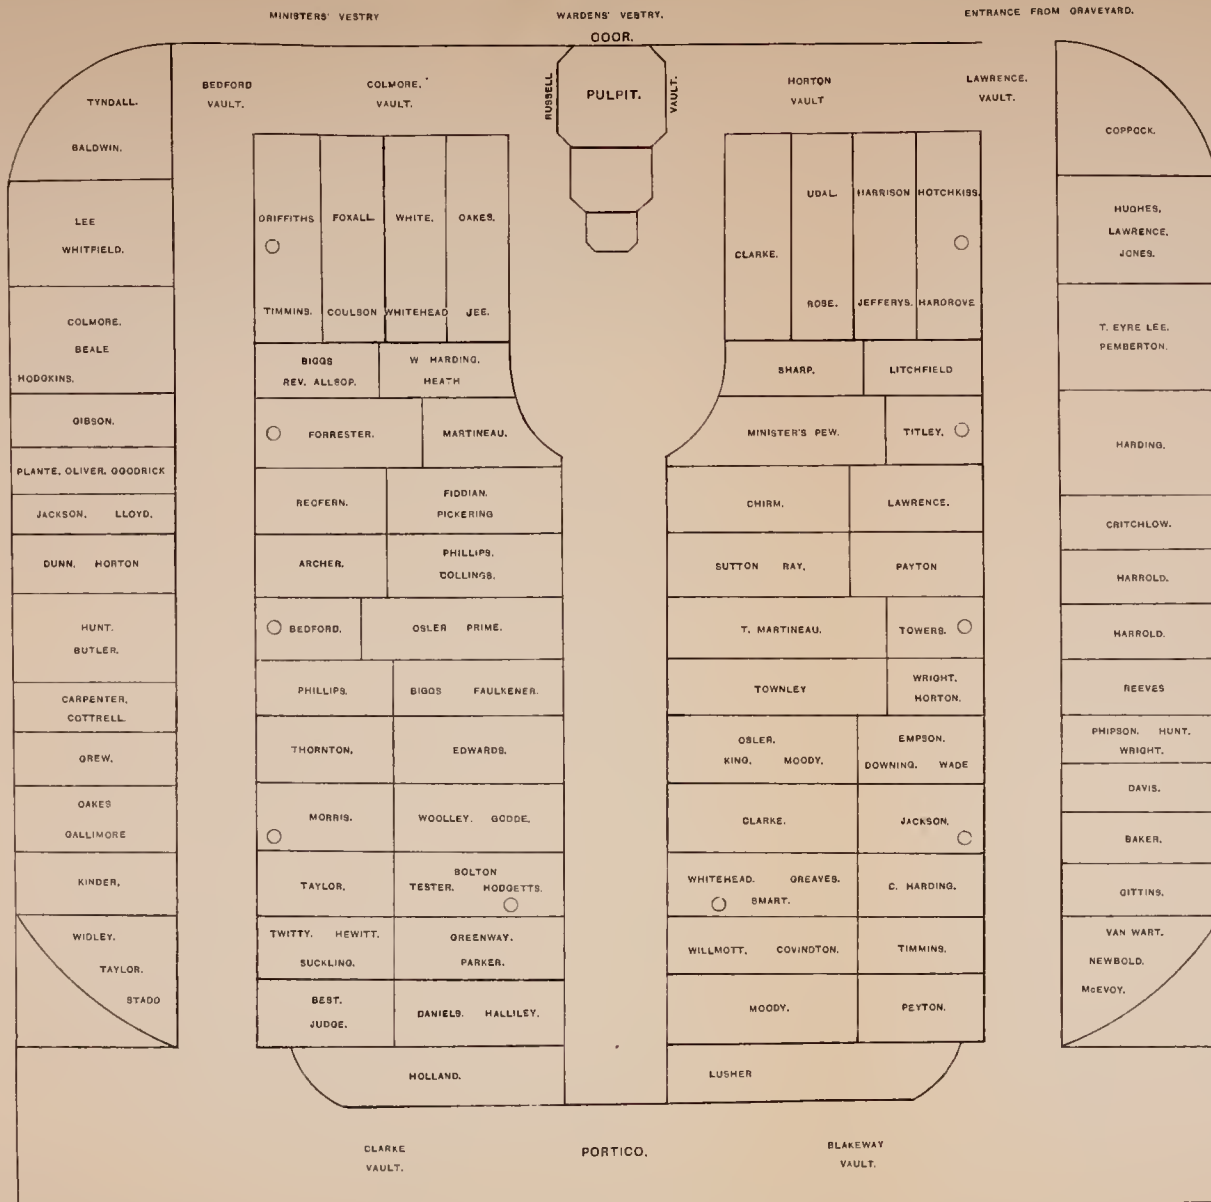 MINISTERS' VESTRY
WARDENS' VESTRY.
ENTRANCE FROM GRAVEYARD.
DOOR.
BEDFORD
VAULT.
COLMORE.
VAULT.
RUSSELL
PULPIT.
VAULT.
HORTON
VAULT
LAWRENCE.
VAULT.
TYNDALL.
BALDWIN.
LEE
WHITFIELD.
COLMORE.
BEALE
HODGKINS.
GIBSON.
PLANTE, OLIVER, GOODRICK
JACKSON. LLOYD.
DUNN, HORTON
HUNT.
BUTLER.
CARPENTER,
COTTRELL
GREW.
OAKES
GALLIMORE
KINDER,
WIDLEY.
TAYLOR.
STADD
GRIFFITHS
TIMMINS.
FOXALL
COULSON
WHITE.
WHITEHEAD
OAKES.
JEE.
BIGGS
REV. ALLSOP.
W HARDING.
HEATH
FORRESTER.
MARTINEAU.
REDFERN.
FIDDIAN.
PICKERING
ARCHER.
PHILLIPS.
COLLINGS.
BEDFORD.
OSLER PRIME.
PHILLIPS.
BIGGS FAULKENER.
THORNTON,
EDWARDS.
MORRIS.
WOOLLEY. GODDE.
TAYLOR,
BOLTON
TESTER. HODGETTS.
TWITTY. HEWITT.
SUCKLING.
GREENWAY.
PARKER.
BEST.
JUDGE.
DANIELS. HALLILEY.
HOLLAND.
CLARKE.
UDAL.
ROSE.
HARRISON
JEFFERYS.
HOTCHKISS.
HARGROVE
SHARP.
LITCHFIELD
MINISTER'S PEW.
TITLEY.
CHIRM.
LAWRENCE.
SUTTON RAY,
PAYTON
T. MARTINEAU.
TOWERS.
TOWNLEY
WRIGHT.
HORTON.
OSLER.
KING, MOODY,
EMPSON.
DOWNING. WADE
CLARKE.
JACKSON.
WHITEHEAD. GREAVES.
SMART.
C. HARDING.
WILLMOTT, COVINGTON.
TIMMINS.
MOODY.
PEYTON.
LUSHER
COPPOCK.
HUGHES,
LAWRENCE,
JONES.
T. EYRE LEE.
PEMBERTON.
HARDING.
CRITCHLOW.
HARROLD.
HARROLD.
REEVES
PHIPSON. HUNT.
WRIGHT.
DAVIS.
BAKER.
GITTINS.
VAN WART.
NEWBOLD.
McEVOY.
CLARKE
VAULT.
PORTICO.
BLAKEWAY
VAULT.